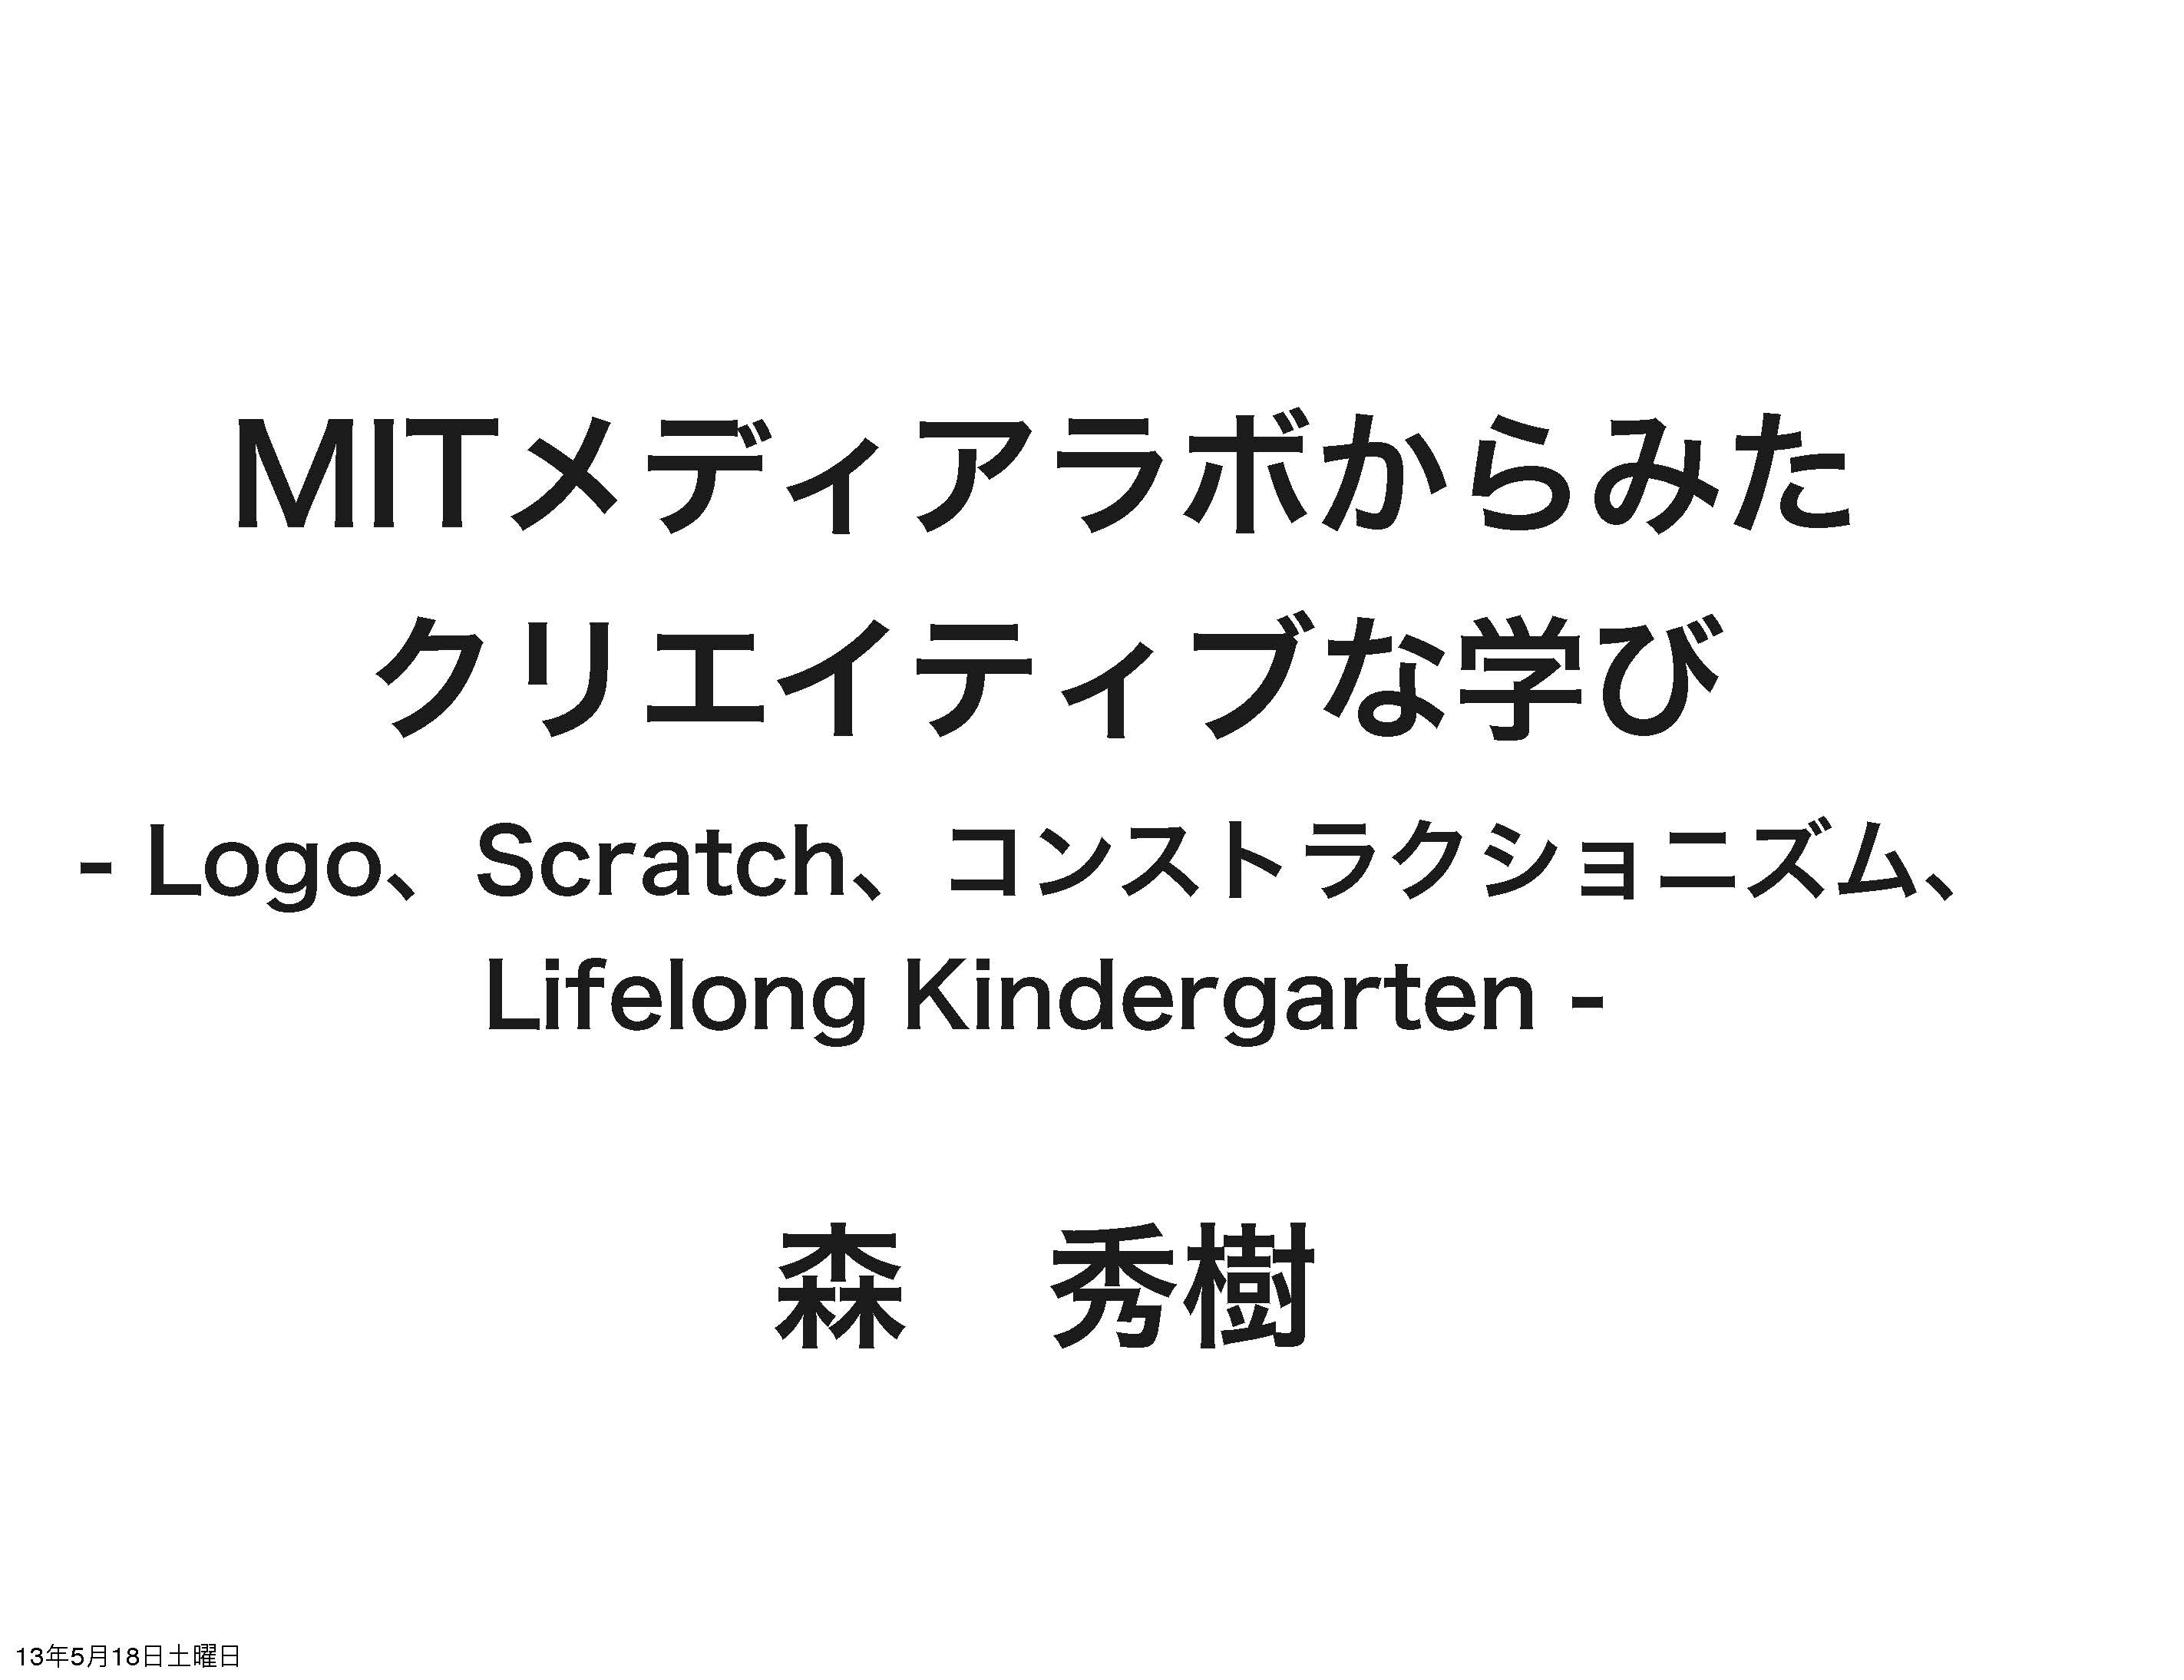 MITメディアラボからみた
クリエイティブな学び
- Logo、Scratch、コンストラクショニズム、
Lifelong Kindergarten -
森　秀樹
13年5月18日土曜日